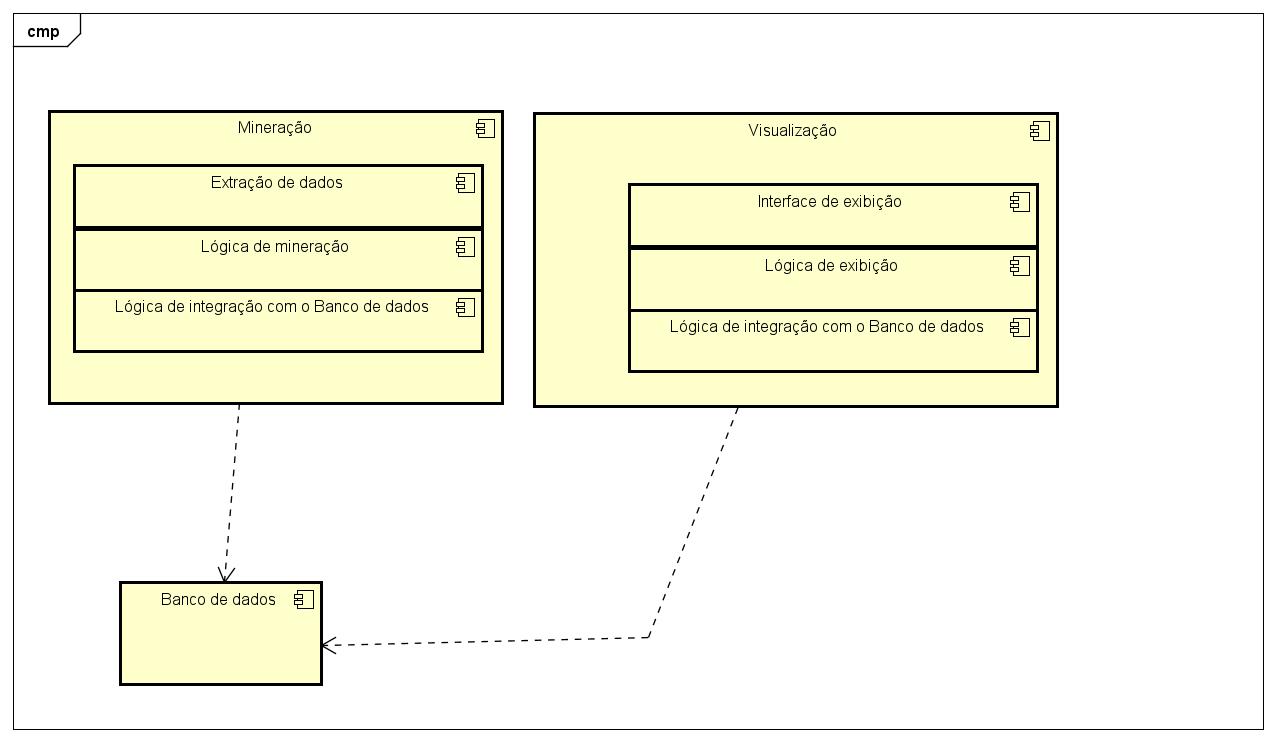 cmp
Mineração
Extração de dados
Lógica de mineração
Lógica de integração com o Banco de dados
Visualização
Interface de exibição
Lógica de exibição
Lógica de integração com o Banco de dados
Banco de dados